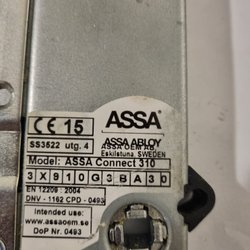 ASSA
CE 15
ASSA ABLOY
SS3522 utg. 4
ASSA OEM AB
Eskilstuna, SWEDEN
Model: ASSA Connect 310
3X910G3BA30
EN 12209 : 2004
DNV - 1162 CPD - 0493
Intended use:
www.assaoem.se
DoP Nr. 0493